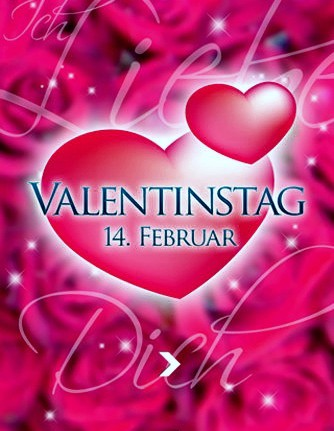 Ich
Liebe
VALENTINSTAG
14. FEBRUAR
Dich